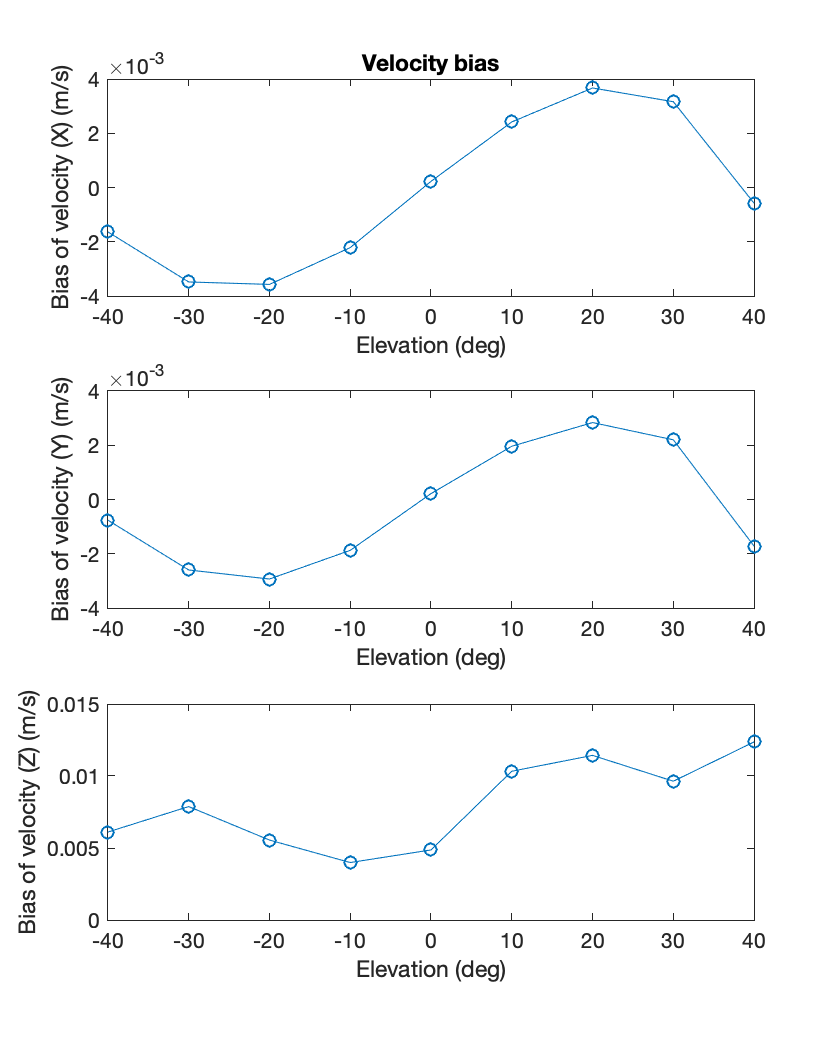 Velocity bias
×10-3
Bias of velocity (X) (m/s)
4
2
0
-2
-4
-40 -30 -20 -10 0 10 20 30 40
Elevation (deg)
×10-3
Bias of velocity (Y) (m/s)
4
2
0
-2
-4
-40 -30 -20 -10 0 10 20 30 40
Elevation (deg)
Bias of velocity (Z) (m/s)
0.015
0.01
0.005
0
-40 -30 -20 -10 0 10 20 30 40
Elevation (deg)